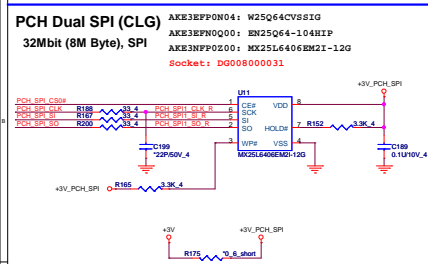 PCH Dual SPI (CLG)
32Mbit (8M Byte), SPI
AKE3EFP0N04: W25Q64CVSSIG
AKE3EFN0Q00: EN25Q64-104HIP
AKE3NFP0Z00: MX25L6406EM2I-12G
Socket: DG008000031
+3V_PCH_SPI
U11
PCH_SPI_CS0#
PCH_SPI_CLK R188 33_4 PCH_SPI1_CLK_R
PCH_SPI_SI R167 33_4 PCH_SPI1_SI_R
PCH_SPI_SO R200 33_4 PCH_SPI1_SO_R
1 CE# VDD 8
6 SCK
5 SI
2 SO HOLD# 7 R152 3.3K_4
3 WP# VSS 4
MX25L6406EM2I-12G
C199
*22P/50V_4
C189
0.1U/10V_4
+3V_PCH_SPI R165 3.3K_4
+3V +3V_PCH_SPI
R175 *0_6_short
B